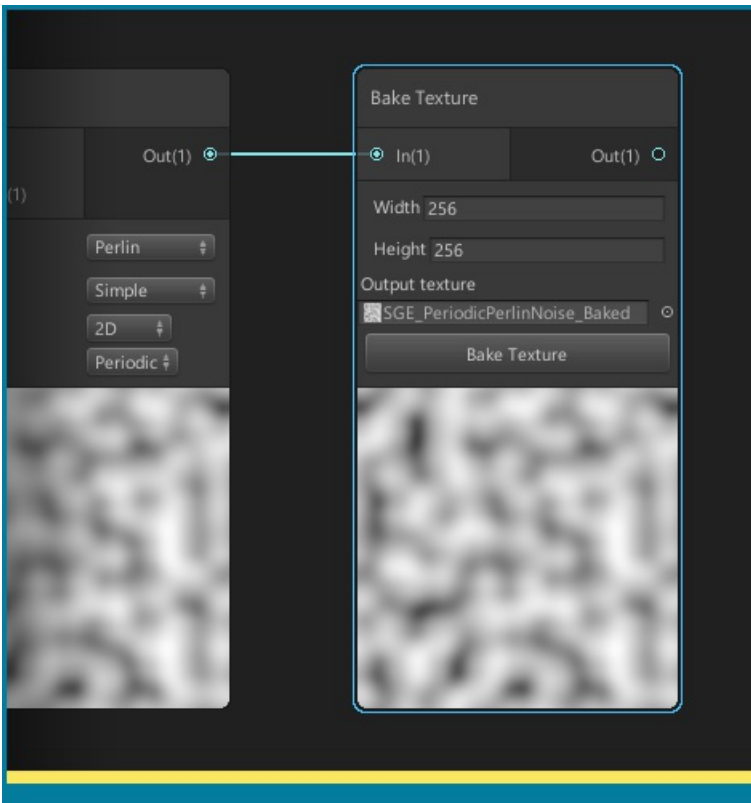 Out(1)
(1)
Perlin
Simple
2D
Periodic
Bake Texture
In(1)
Out(1)
Width 256
Height 256
Output texture
SGE_PeriodicPerlinNoise_Baked
Bake Texture